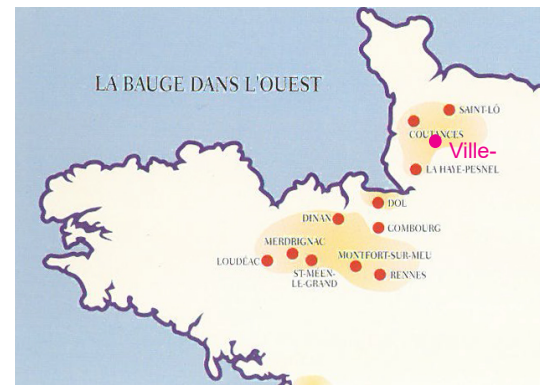 LA BAUGE DANS L'OUEST
SAINT-LÔ
COUTANCES
Ville-
LA HAYE-PESNEL
DOL
DINAN
COMBOURG
MERDRIGNAC
MONTFORT-SUR-MEU
LOUDÉAC
ST-MÉEN-
LE-GRAND
RENNES